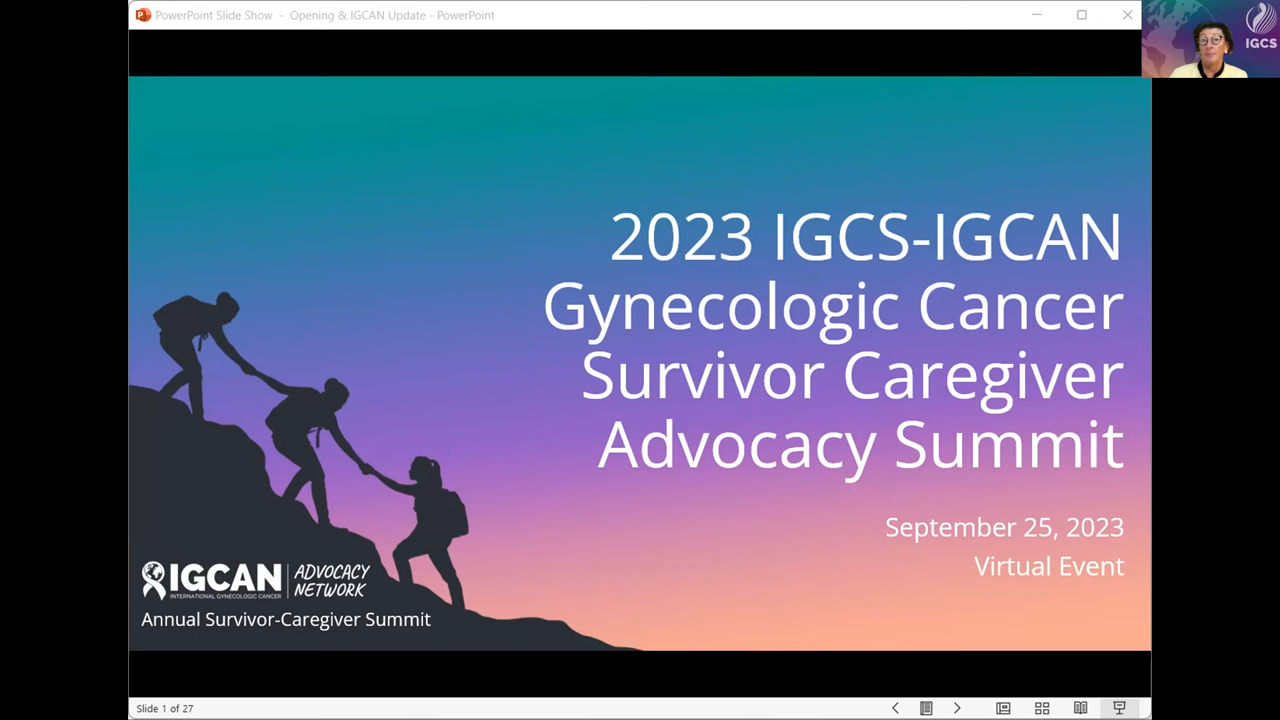 PowerPoint Slide Show - Opening & IGCAN Update - PowerPoint
IGCS
2023 IGCS-IGCAN
Gynecologic Cancer
Survivor Caregiver
Advocacy Summit
September 25, 2023
Virtual Event
IGCAN
INTERNATIONAL GYNECOLOGIC CANCER
ADVOCACY
NETWORK
Annual Survivor-Caregiver Summit
Slide 1 of 27